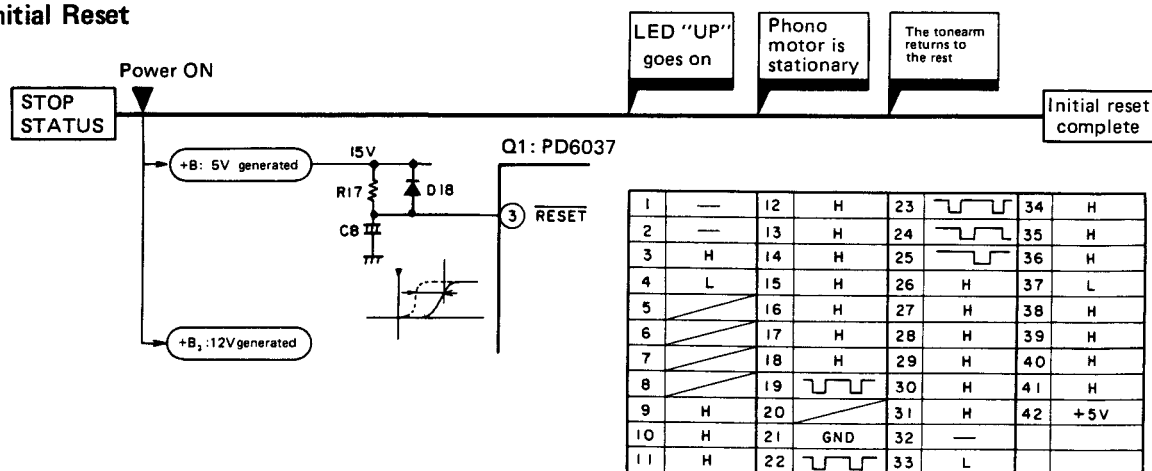 nitial Reset
LED "UP"
goes on
Phono
motor is
stationary
The tonearm
returns to
the rest
Power ON
STOP
STATUS
Initial reset
complete
+B: 5V generated
15V
Q1: PD6037
R17
D18
3 RESET
C8
+B₂:12V generated
1 — 12 H 23 34 H
2 — 13 H 24 35 H
3 H 14 H 25 36 H
4 L 15 H 26 H 37 L
5 16 H 27 H 38 H
6 17 H 28 H 39 H
7 18 H 29 H 40 H
8 19 30 H 41 H
9 H 20 31 H 42 +5V
10 H 21 GND 32 —
11 H 22 33 L